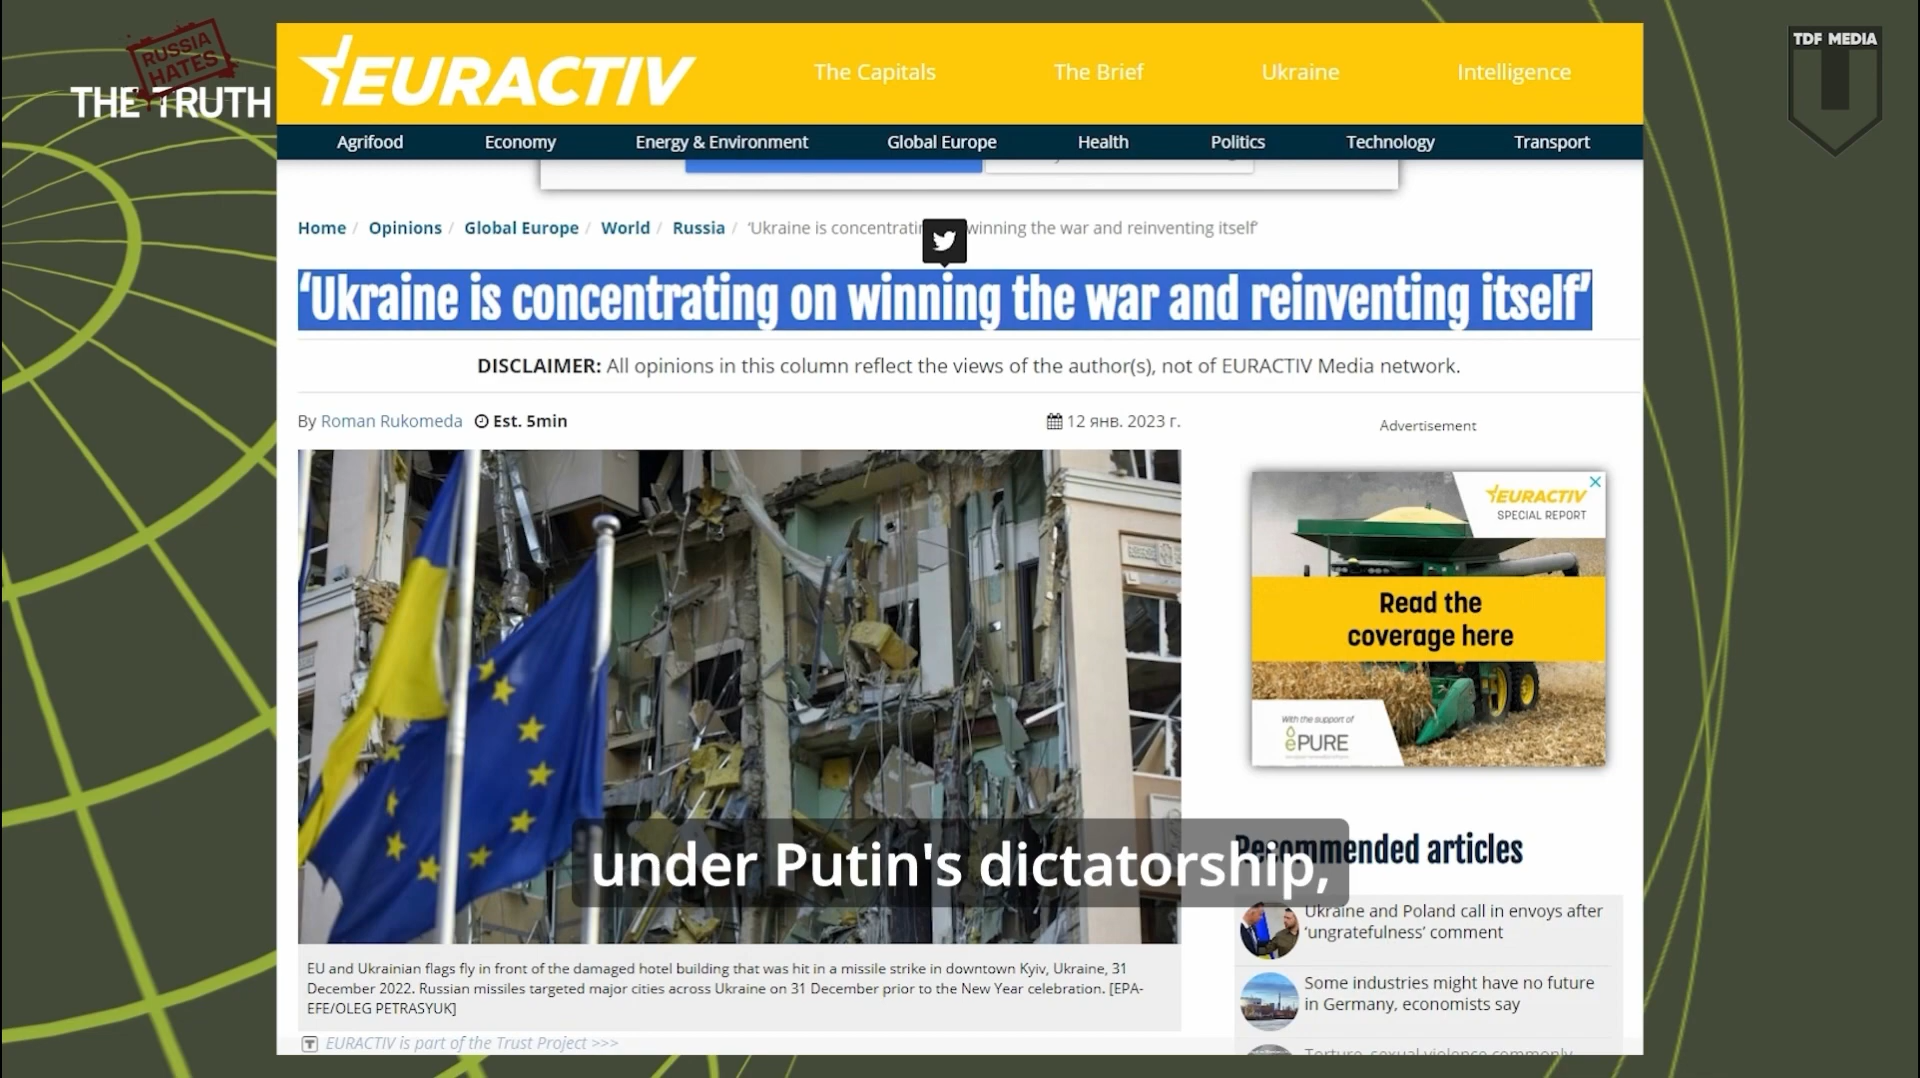 RUSSIA
HATES
THE TRUTH
TDF MEDIA
EURACTIV
The Capitals
The Brief
Ukraine
Intelligence
Agrifood
Economy
Energy & Environment
Global Europe
Health
Politics
Technology
Transport
Home / Opinions / Global Europe / World / Russia / ‘Ukraine is concentrati winning the war and reinventing itself’
‘Ukraine is concentrating on winning the war and reinventing itself’
DISCLAIMER: All opinions in this column reflect the views of the author(s), not of EURACTIV Media network.
By Roman Rukomeda Est. 5min
12 янв. 2023 г.
Advertisement
EURACTIV
SPECIAL REPORT
Read the
coverage here
With the support of
ePURE
under Putin's dictatorship,
Recommended articles
Ukraine and Poland call in envoys after
‘ungratefulness’ comment
Some industries might have no future
in Germany, economists say
Torture, sexual violence commonly
EU and Ukrainian flags fly in front of the damaged hotel building that was hit in a missile strike in downtown Kyiv, Ukraine, 31
December 2022. Russian missiles targeted major cities across Ukraine on 31 December prior to the New Year celebration. [EPA-
EFE/OLEG PETRASYUK]
T EURACTIV is part of the Trust Project >>>